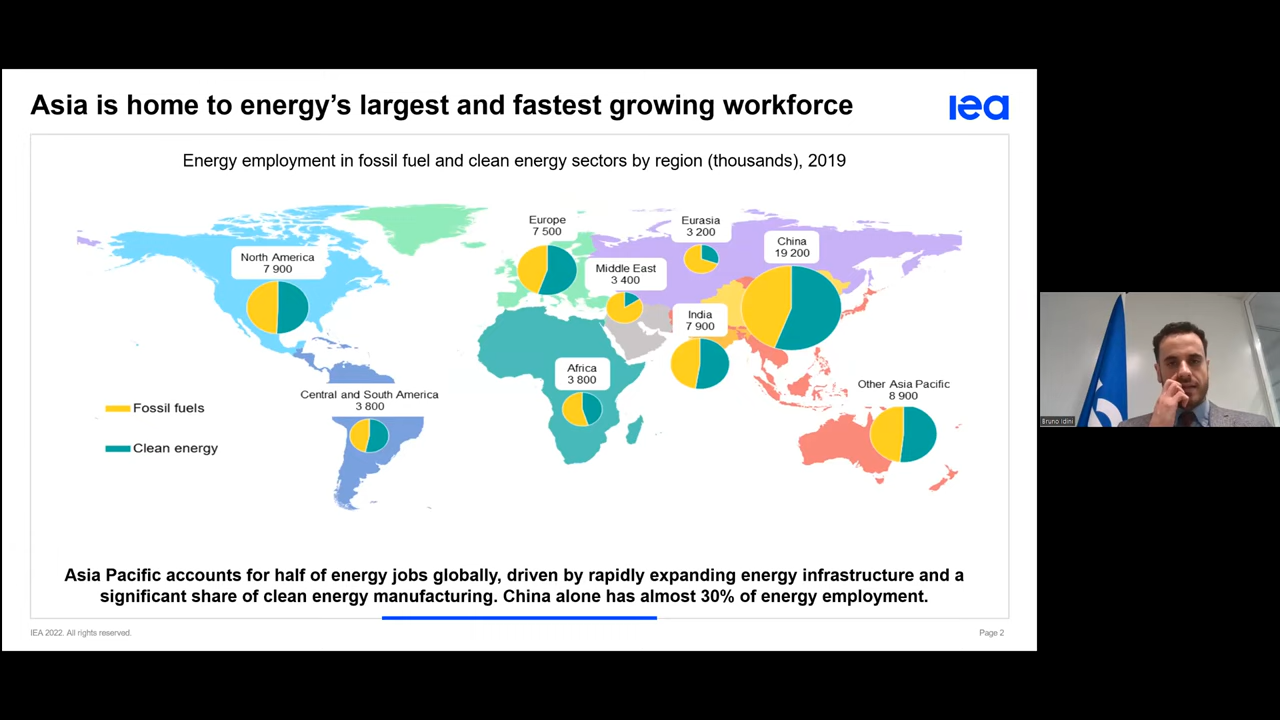 Asia is home to energy's largest and fastest growing workforce
iea
Energy employment in fossil fuel and clean energy sectors by region (thousands), 2019
Europe
7 500
Eurasia
3 200
China
19 200
North America
7 900
Middle East
3 400
India
7 900
Africa
3 800
Other Asia Pacific
8 900
Central and South America
3 800
Fossil fuels
Clean energy
Bruno Idini
Asia Pacific accounts for half of energy jobs globally, driven by rapidly expanding energy infrastructure and a
significant share of clean energy manufacturing. China alone has almost 30% of energy employment.
IEA 2022. All rights reserved.
Page 2